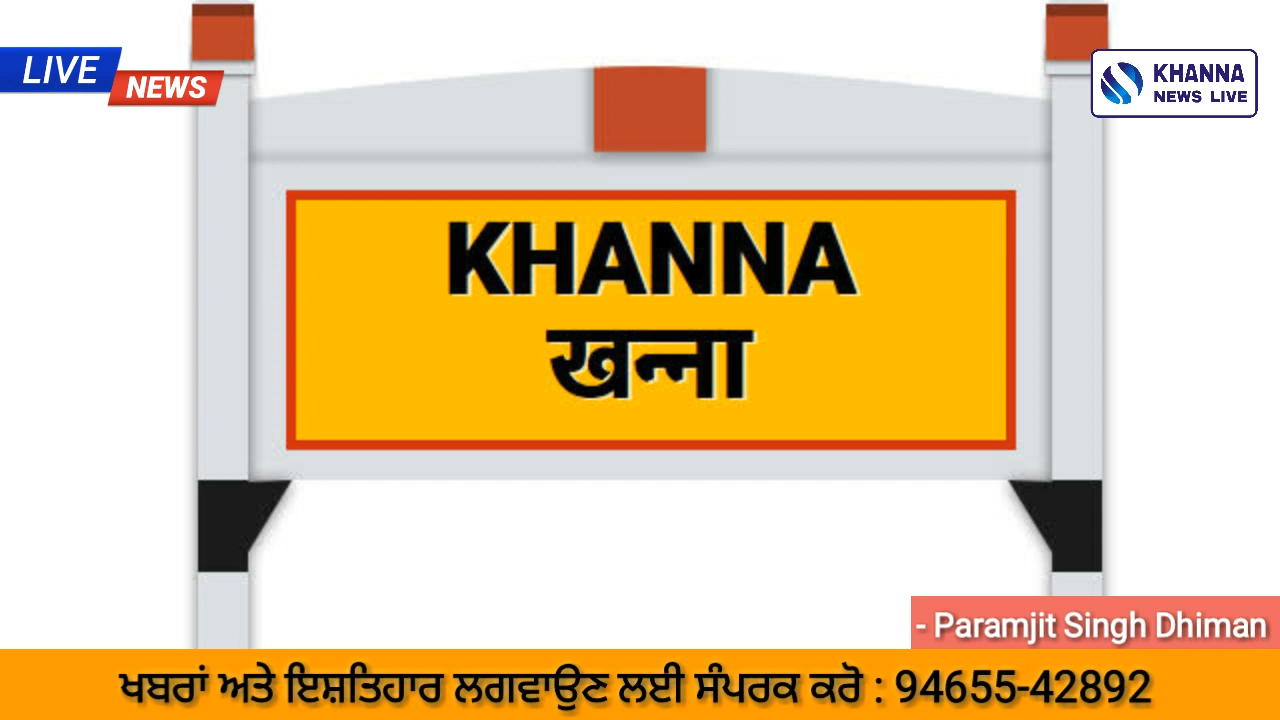 LIVE
NEWS
KHANNA
NEWS LIVE
KHANNA
खन्ना
- Paramjit Singh Dhiman
ਖਬਰਾਂ ਅਤੇ ਇਸ਼ਤਿਹਾਰ ਲਗਵਾਉਣ ਲਈ ਸੰਪਰਕ ਕਰੋ : 94655-42892